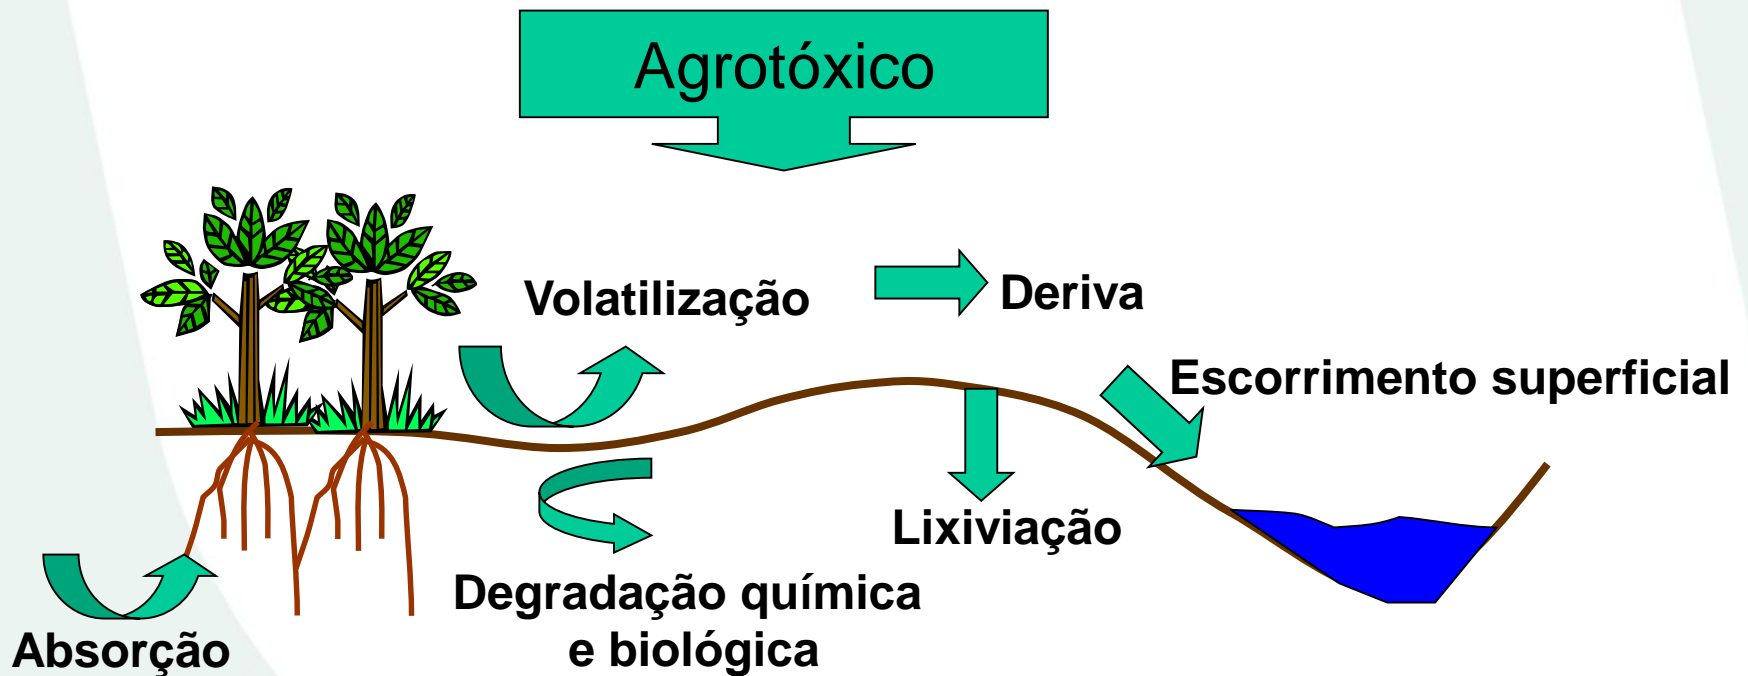 Agrotóxico
Volatilização
Deriva
Escorrimento superficial
Lixiviação
Degradação química
e biológica
Absorção